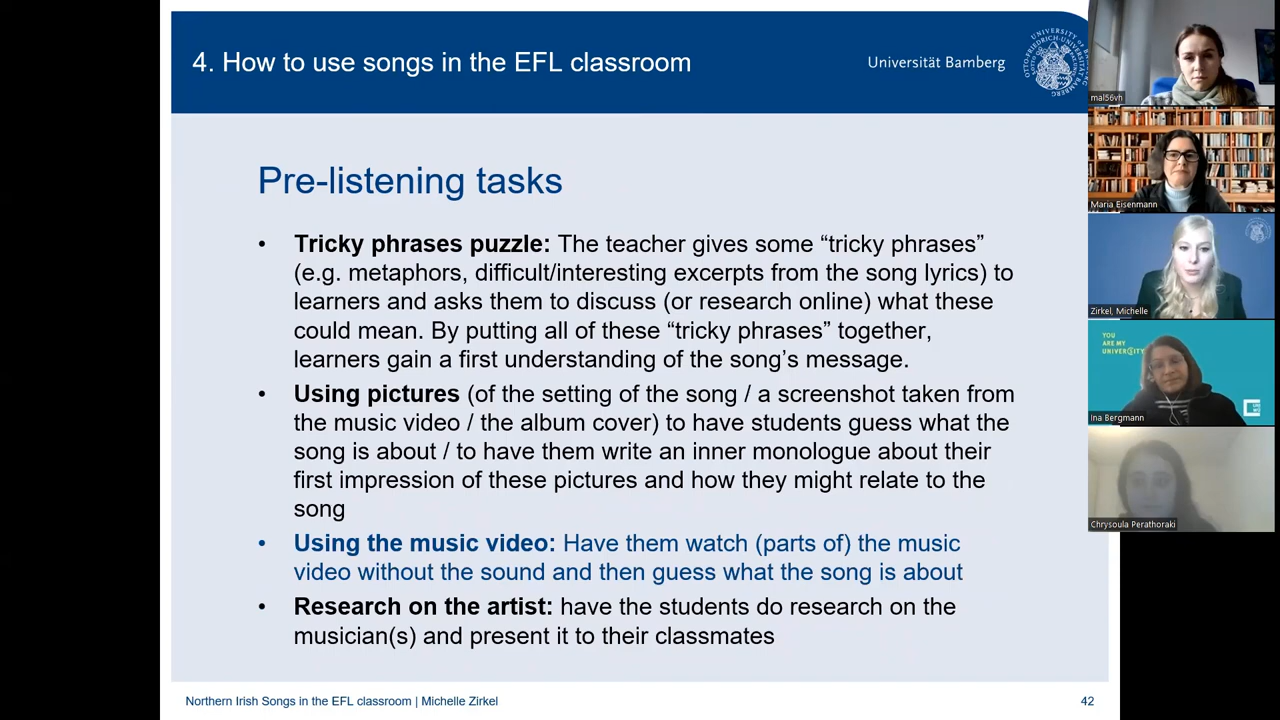 4. How to use songs in the EFL classroom
Universität Bamberg
Pre-listening tasks
• Tricky phrases puzzle: The teacher gives some “tricky phrases”
(e.g. metaphors, difficult/interesting excerpts from the song lyrics) to
learners and asks them to discuss (or research online) what these
could mean. By putting all of these “tricky phrases” together,
learners gain a first understanding of the song’s message.
• Using pictures (of the setting of the song / a screenshot taken from
the music video / the album cover) to have students guess what the
song is about / to have them write an inner monologue about their
first impression of these pictures and how they might relate to the
song
• Using the music video: Have them watch (parts of) the music
video without the sound and then guess what the song is about
• Research on the artist: have the students do research on the
musician(s) and present it to their classmates
Northern Irish Songs in the EFL classroom | Michelle Zirkel
42
mal56vh
Maria Eisenmann
Zirkel, Michelle
YOU
ARE MY
UNIVERSITY
Ina Bergmann
Chrysoula Perathoraki